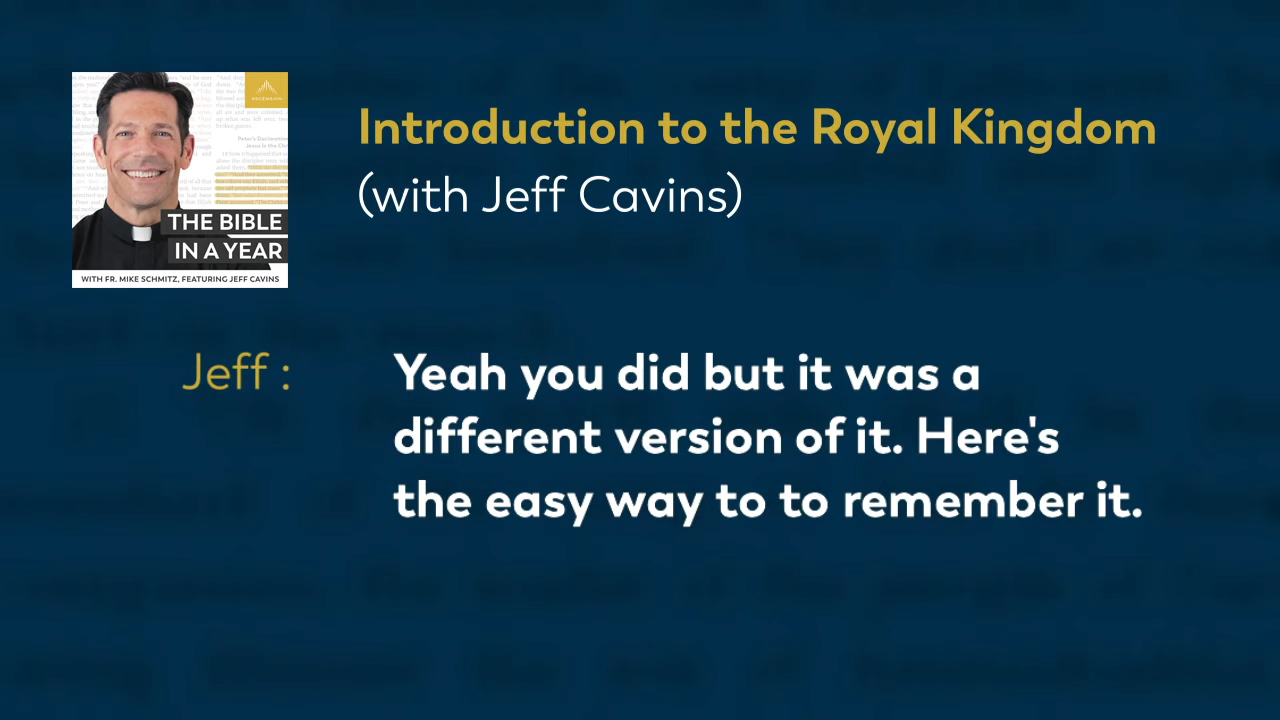 Introduction to the Royal Kingdom
(with Jeff Cavins)
ASCENSION
THE BIBLE
IN A YEAR
WITH FR. MIKE SCHMITZ, FEATURING JEFF CAVINS
Jeff : Yeah you did but it was a
different version of it. Here's
the easy way to to remember it.